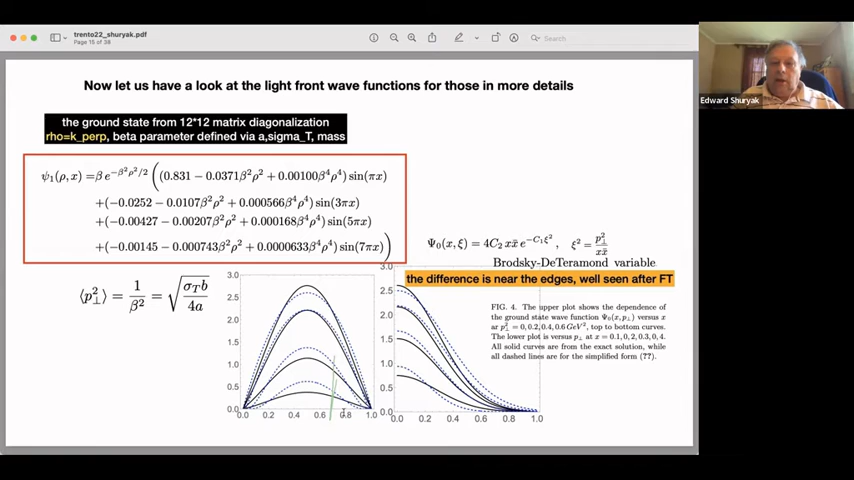 trento22_shuryak.pdf
Page 15 of 38
Search
Edward Shuryak
Now let us have a look at the light front wave functions for those in more details
the ground state from 12*12 matrix diagonalization
rho=k_perp, beta parameter defined via a,sigma_T, mass
ψ₁(ρ, x) =β e^{−β²ρ²/2} ((0.831 − 0.0371β²ρ² + 0.00100β⁴ρ⁴) sin(πx)
+(−0.0252 − 0.0107β²ρ² + 0.000566β⁴ρ⁴) sin(3πx)
+(−0.00427 − 0.00207β²ρ² + 0.000168β⁴ρ⁴) sin(5πx)
+(−0.00145 − 0.000743β²ρ² + 0.0000633β⁴ρ⁴) sin(7πx))
Ψ₀(x, ξ) = 4C₂ xx̄ e^{−C₁ξ²} , ξ² = p⊥²/xx̄
Brodsky-DeTeramond variable
the difference is near the edges, well seen after FT
⟨p⊥²⟩ = 1/β² = √(σ_T b/4a)
FIG. 4. The upper plot shows the dependence of
the ground state wave function Ψ₀(x, p⊥) versus x
ar p⊥² = 0, 0.2, 0.4, 0.6 GeV², top to bottom curves.
The lower plot is versus p⊥ at x = 0.1, 0.2, 0.3, 0.4.
All solid curves are from the exact solution, while
all dashed lines are for the simplified form (??).
3.0
2.5
2.0
1.5
1.0
0.5
0.0
0.0 0.2 0.4 0.6 0.8 1.0
3.0
2.5
2.0
1.5
1.0
0.5
0.0
0.0 0.2 0.4 0.6 0.8 1.0